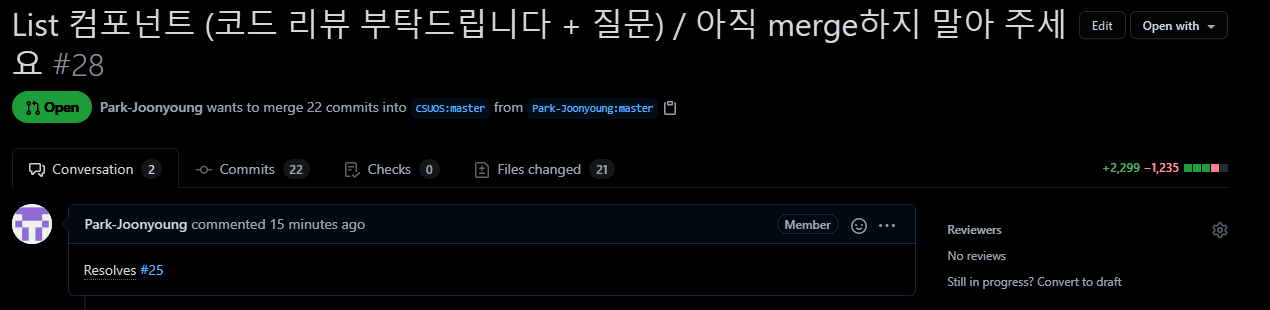 List 컴포넌트 (코드 리뷰 부탁드립니다 + 질문) / 아직 merge하지 말아 주세
요 #28
Edit
Open with
Open
Park-Joonyoung wants to merge 22 commits into CSUOS:master from Park-Joonyoung:master
Conversation 2
Commits 22
Checks 0
Files changed 21
+2,299 −1,235
Park-Joonyoung commented 15 minutes ago
Member
Resolves #25
Reviewers
No reviews
Still in progress? Convert to draft